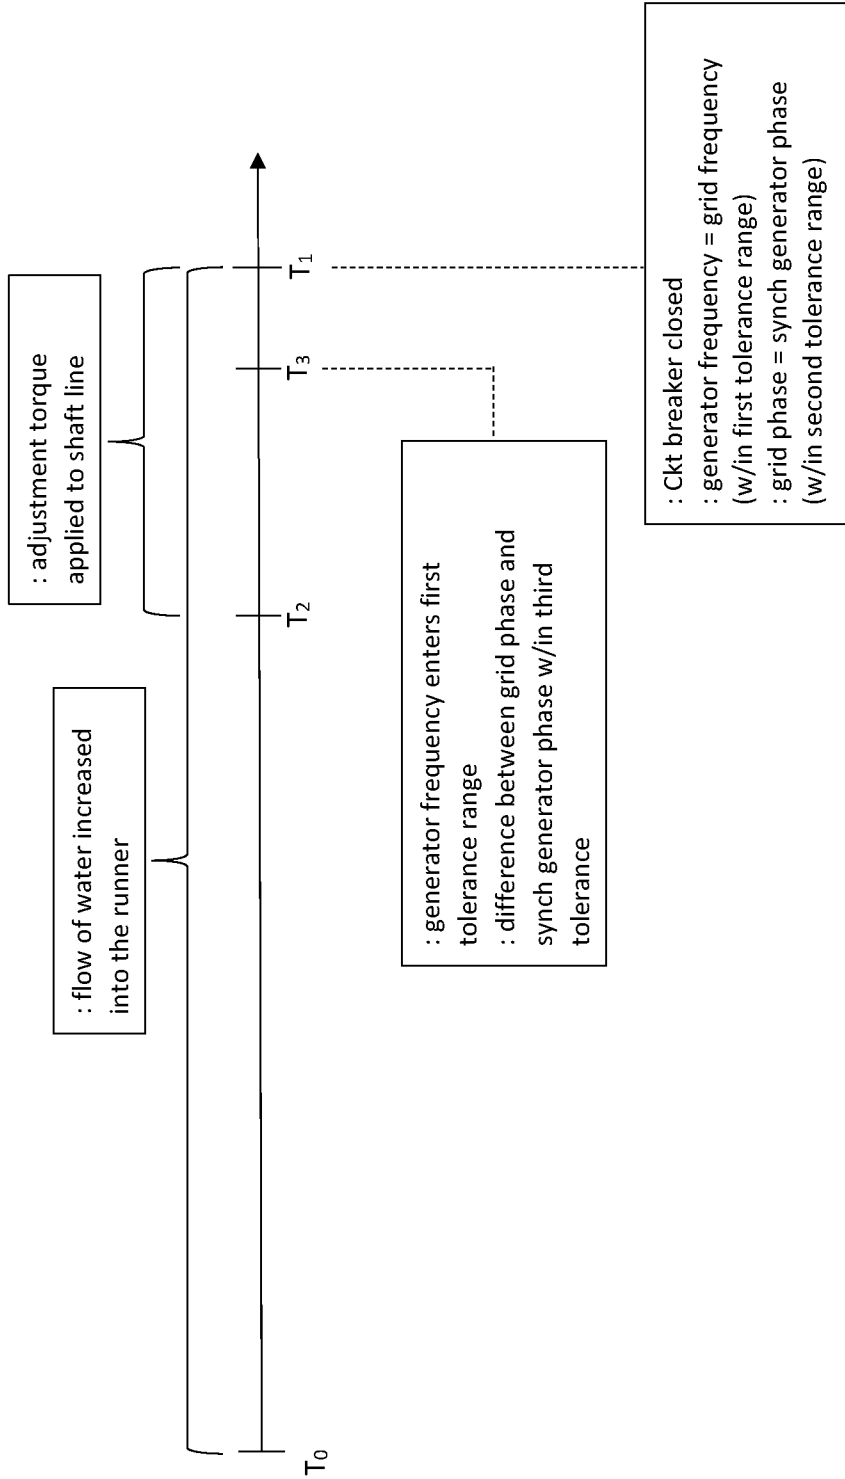 : flow of water increased
into the runner
: adjustment torque
applied to shaft line
T0
T2
T3
T1
: generator frequency enters first
tolerance range
: difference between grid phase and
synch generator phase w/in third
tolerance
: Ckt breaker closed
: generator frequency = grid frequency
(w/in first tolerance range)
: grid phase = synch generator phase
(w/in second tolerance range)